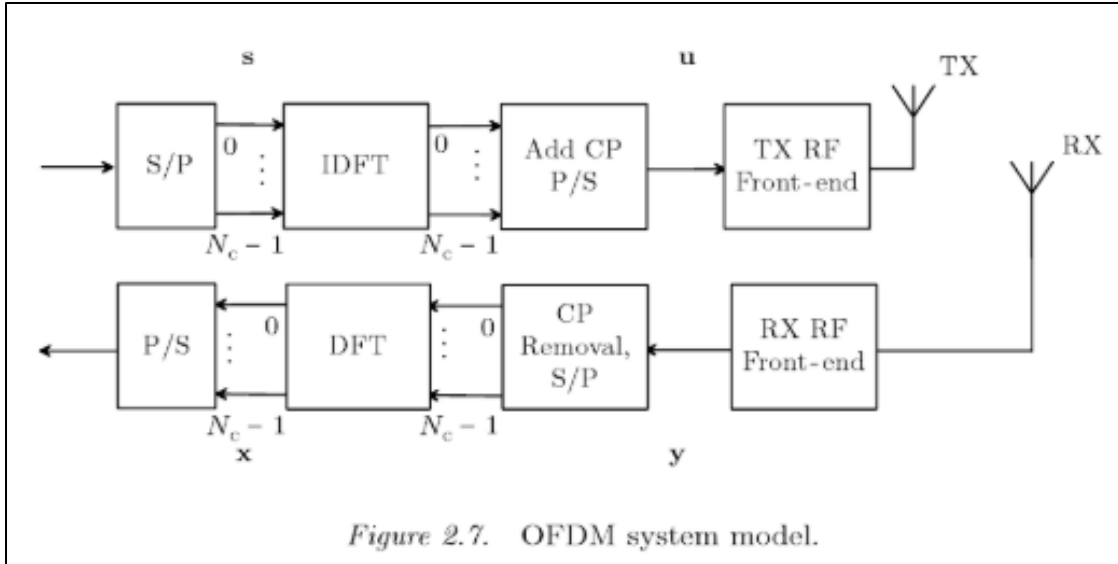 s
u
TX
S/P
0
⋮
N_c − 1
IDFT
0
⋮
N_c − 1
Add CP
P/S
TX RF
Front-end
RX
P/S
0
⋮
N_c − 1
x
DFT
0
⋮
N_c − 1
CP
Removal,
S/P
y
RX RF
Front-end
Figure 2.7. OFDM system model.